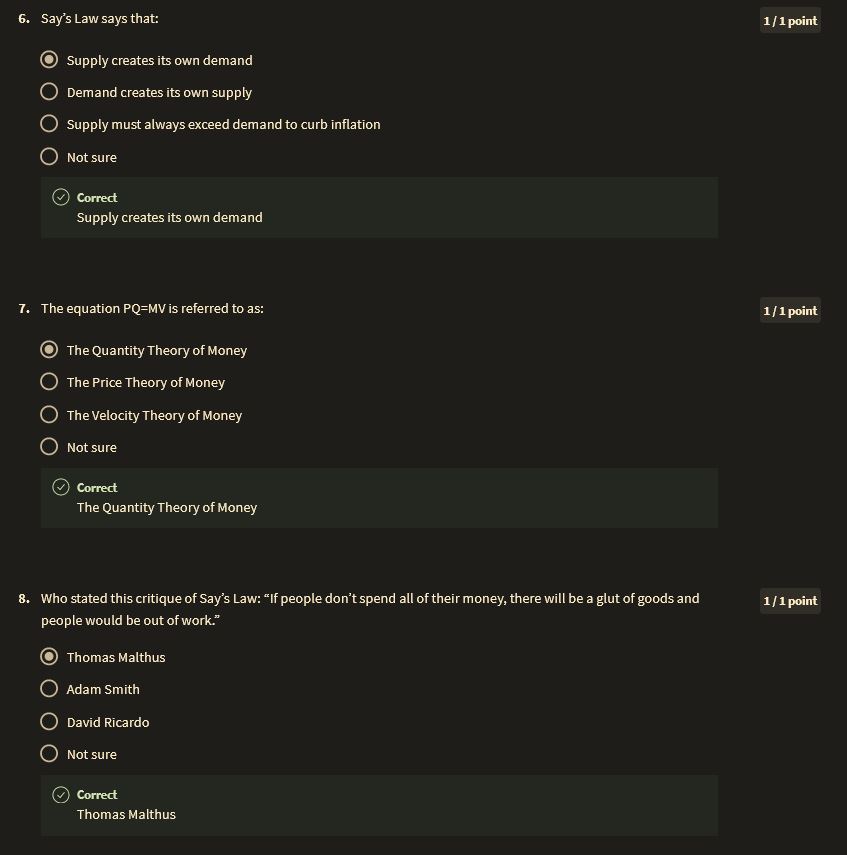 6. Say’s Law says that:
1 / 1 point
Supply creates its own demand
Demand creates its own supply
Supply must always exceed demand to curb inflation
Not sure
Correct
Supply creates its own demand
7. The equation PQ=MV is referred to as:
1 / 1 point
The Quantity Theory of Money
The Price Theory of Money
The Velocity Theory of Money
Not sure
Correct
The Quantity Theory of Money
8. Who stated this critique of Say’s Law: “If people don’t spend all of their money, there will be a glut of goods and
people would be out of work.”
1 / 1 point
Thomas Malthus
Adam Smith
David Ricardo
Not sure
Correct
Thomas Malthus